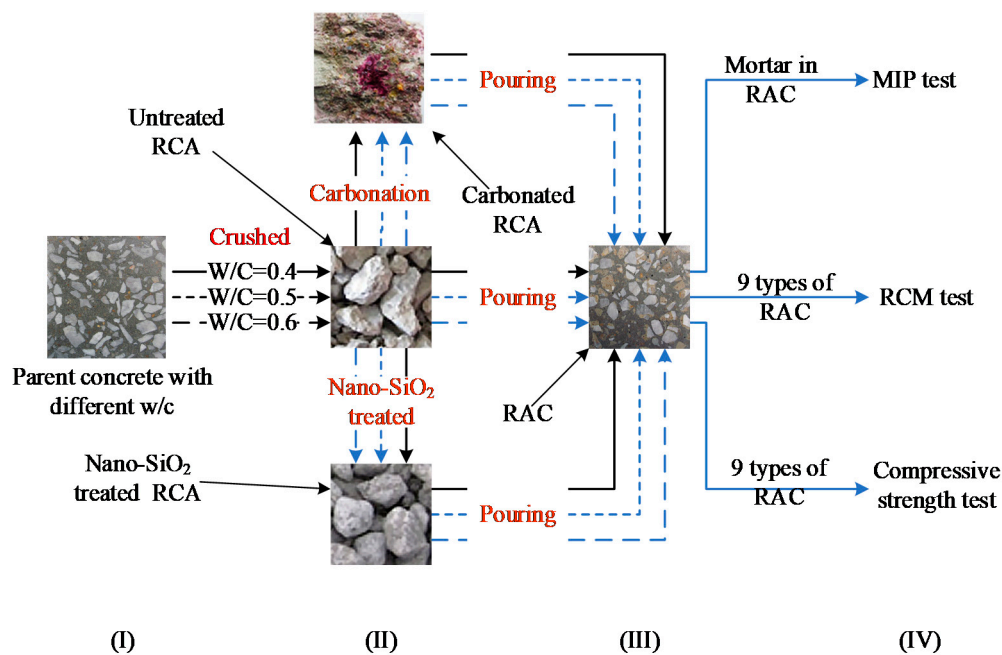 Pouring
Mortar in
RAC
MIP test
Untreated
RCA
Carbonation
Carbonated
RCA
Crushed
W/C=0.4
W/C=0.5
W/C=0.6
Pouring
9 types of
RAC
RCM test
Parent concrete with
different w/c
Nano-SiO₂
treated
RAC
Nano-SiO₂
treated RCA
Pouring
9 types of
RAC
Compressive
strength test
(I)
(II)
(III)
(IV)